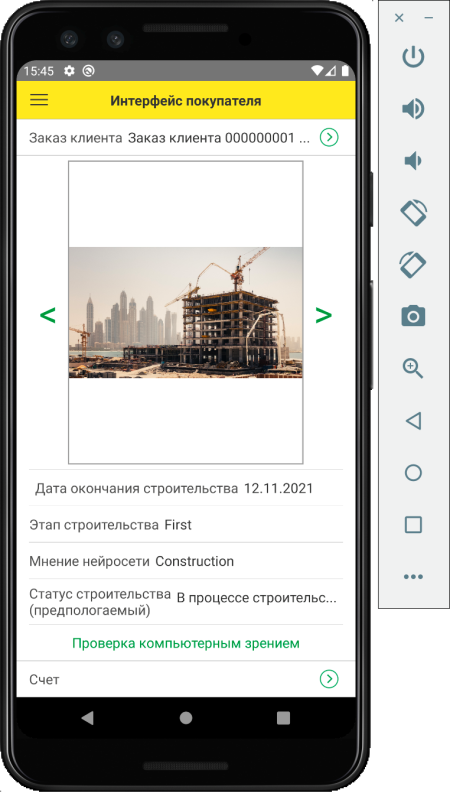 15:45
Интерфейс покупателя
Заказ клиента Заказ клиента 000000001 ...
< >
Дата окончания строительства 12.11.2021
Этап строительства First
Мнение нейросети Construction
Статус строительства В процессе строительс...
(предпологаемый)
Проверка компьютерным зрением
Счет